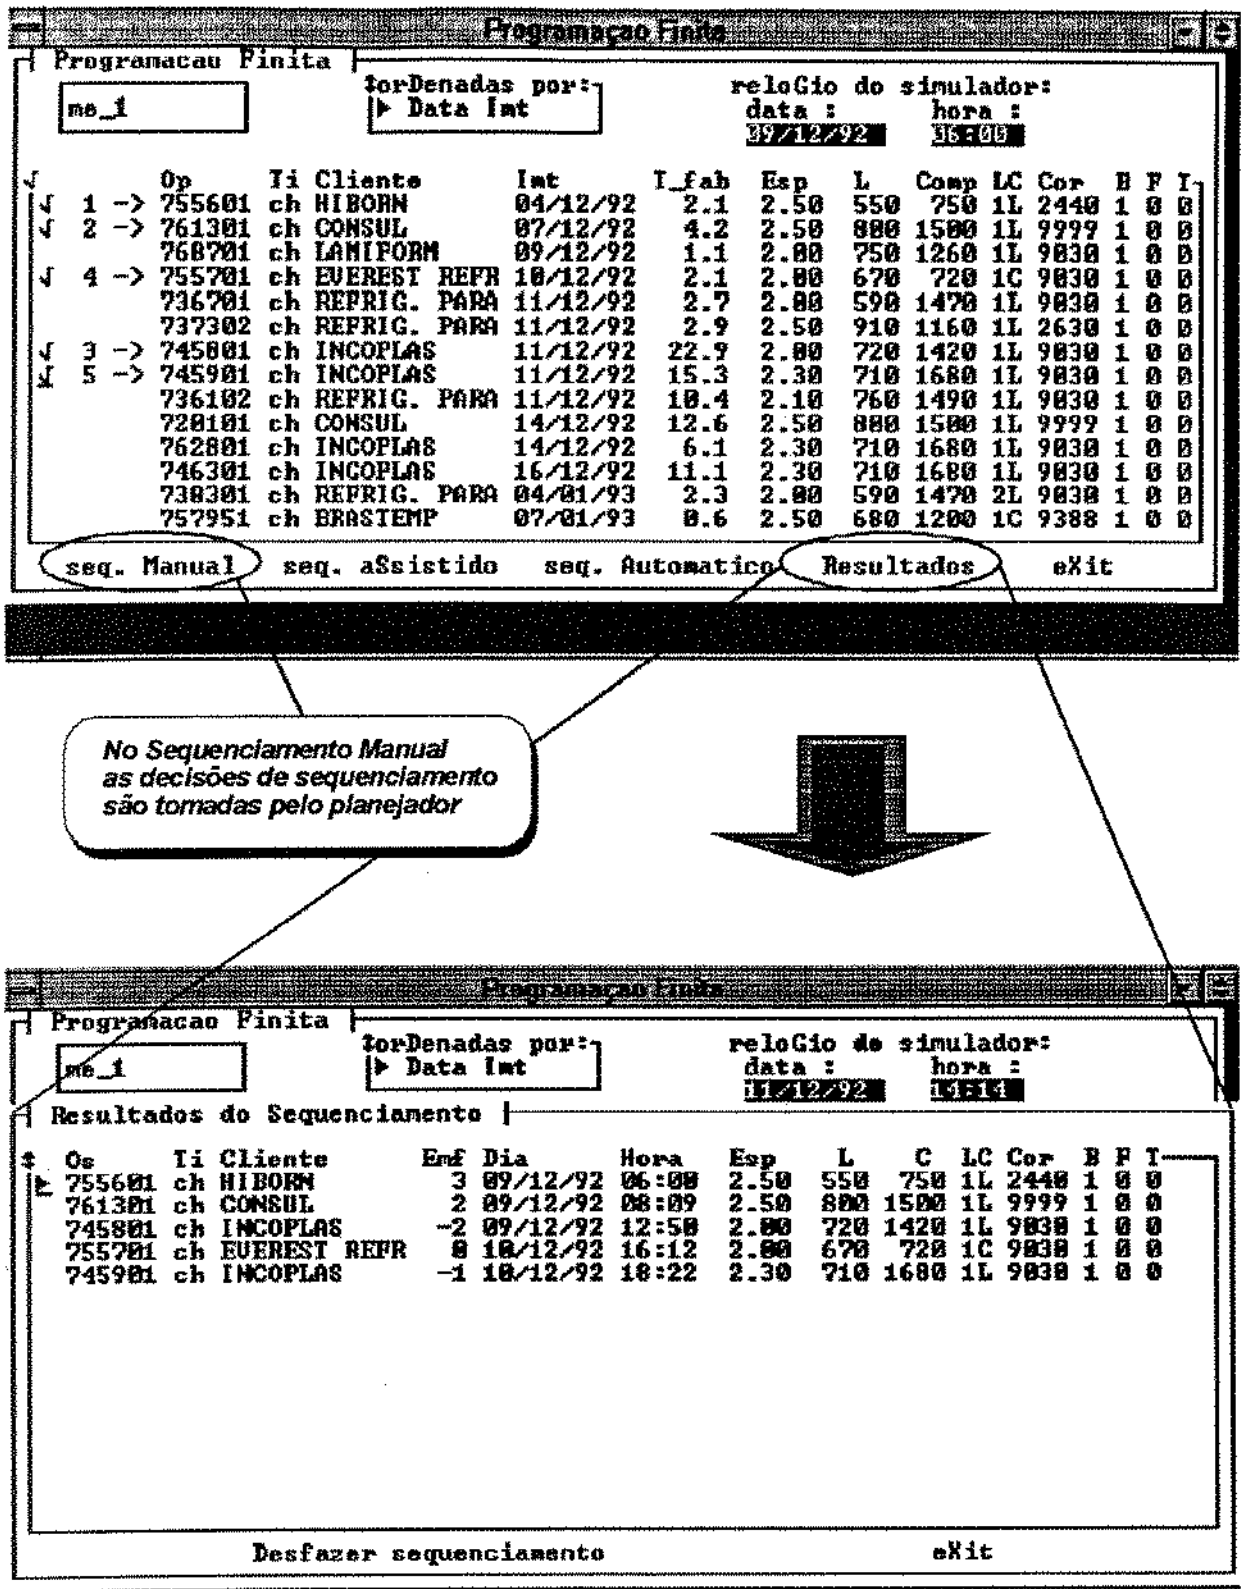 Programaçao Finita
Programacao Finita
me_1
‡orDenadas por:
► Data Imt
reloGio do simulador:
data : hora :
09/12/92 06:00
√ Op Ti Cliente Imt T_fab Esp L Comp LC Cor B F T
√ 1 -> 755601 ch HIBORN 04/12/92 2.1 2.50 550 750 1L 2440 1 0 0
√ 2 -> 761301 ch CONSUL 07/12/92 4.2 2.50 800 1500 1L 9999 1 0 0
768701 ch LAMIFORM 09/12/92 1.1 2.00 750 1260 1L 9030 1 0 0
√ 4 -> 755701 ch EVEREST REFR 10/12/92 2.1 2.00 670 720 1C 9030 1 0 0
736701 ch REFRIG. PARA 11/12/92 2.7 2.00 590 1470 1L 9030 1 0 0
737302 ch REFRIG. PARA 11/12/92 2.9 2.50 910 1160 1L 2630 1 0 0
√ 3 -> 745801 ch INCOPLAS 11/12/92 22.9 2.00 720 1420 1L 9030 1 0 0
√ 5 -> 745901 ch INCOPLAS 11/12/92 15.3 2.30 710 1680 1L 9030 1 0 0
736102 ch REFRIG. PARA 11/12/92 10.4 2.10 760 1490 1L 9030 1 0 0
720101 ch CONSUL 14/12/92 12.6 2.50 800 1500 1L 9999 1 0 0
762801 ch INCOPLAS 14/12/92 6.1 2.30 710 1680 1L 9030 1 0 0
746301 ch INCOPLAS 16/12/92 11.1 2.30 710 1680 1L 9030 1 0 0
738301 ch REFRIG. PARA 04/01/93 2.3 2.00 590 1470 2L 9030 1 0 0
757951 ch BRASTEMP 07/01/93 0.6 2.50 680 1200 1C 9388 1 0 0
seq. Manual seq. aSsistido seq. Automatico Resultados eXit
No Sequenciamento Manual
as decisões de sequenciamento
são tomadas pelo planejador
Programaçao Finita
Programacao Finita
me_1
‡orDenadas por:
► Data Imt
reloGio do simulador:
data : hora :
11/12/92 14:14
Resultados do Sequenciamento
‡ Os Ti Cliente Emf Dia Hora Esp L C LC Cor B F T
► 755601 ch HIBORN 3 09/12/92 06:00 2.50 550 750 1L 2440 1 0 0
761301 ch CONSUL 2 09/12/92 08:09 2.50 800 1500 1L 9999 1 0 0
745801 ch INCOPLAS -2 09/12/92 12:50 2.00 720 1420 1L 9030 1 0 0
755701 ch EVEREST REFR 0 10/12/92 16:12 2.00 670 720 1C 9030 1 0 0
745901 ch INCOPLAS -1 10/12/92 18:22 2.30 710 1680 1L 9030 1 0 0
Desfazer sequenciamento eXit